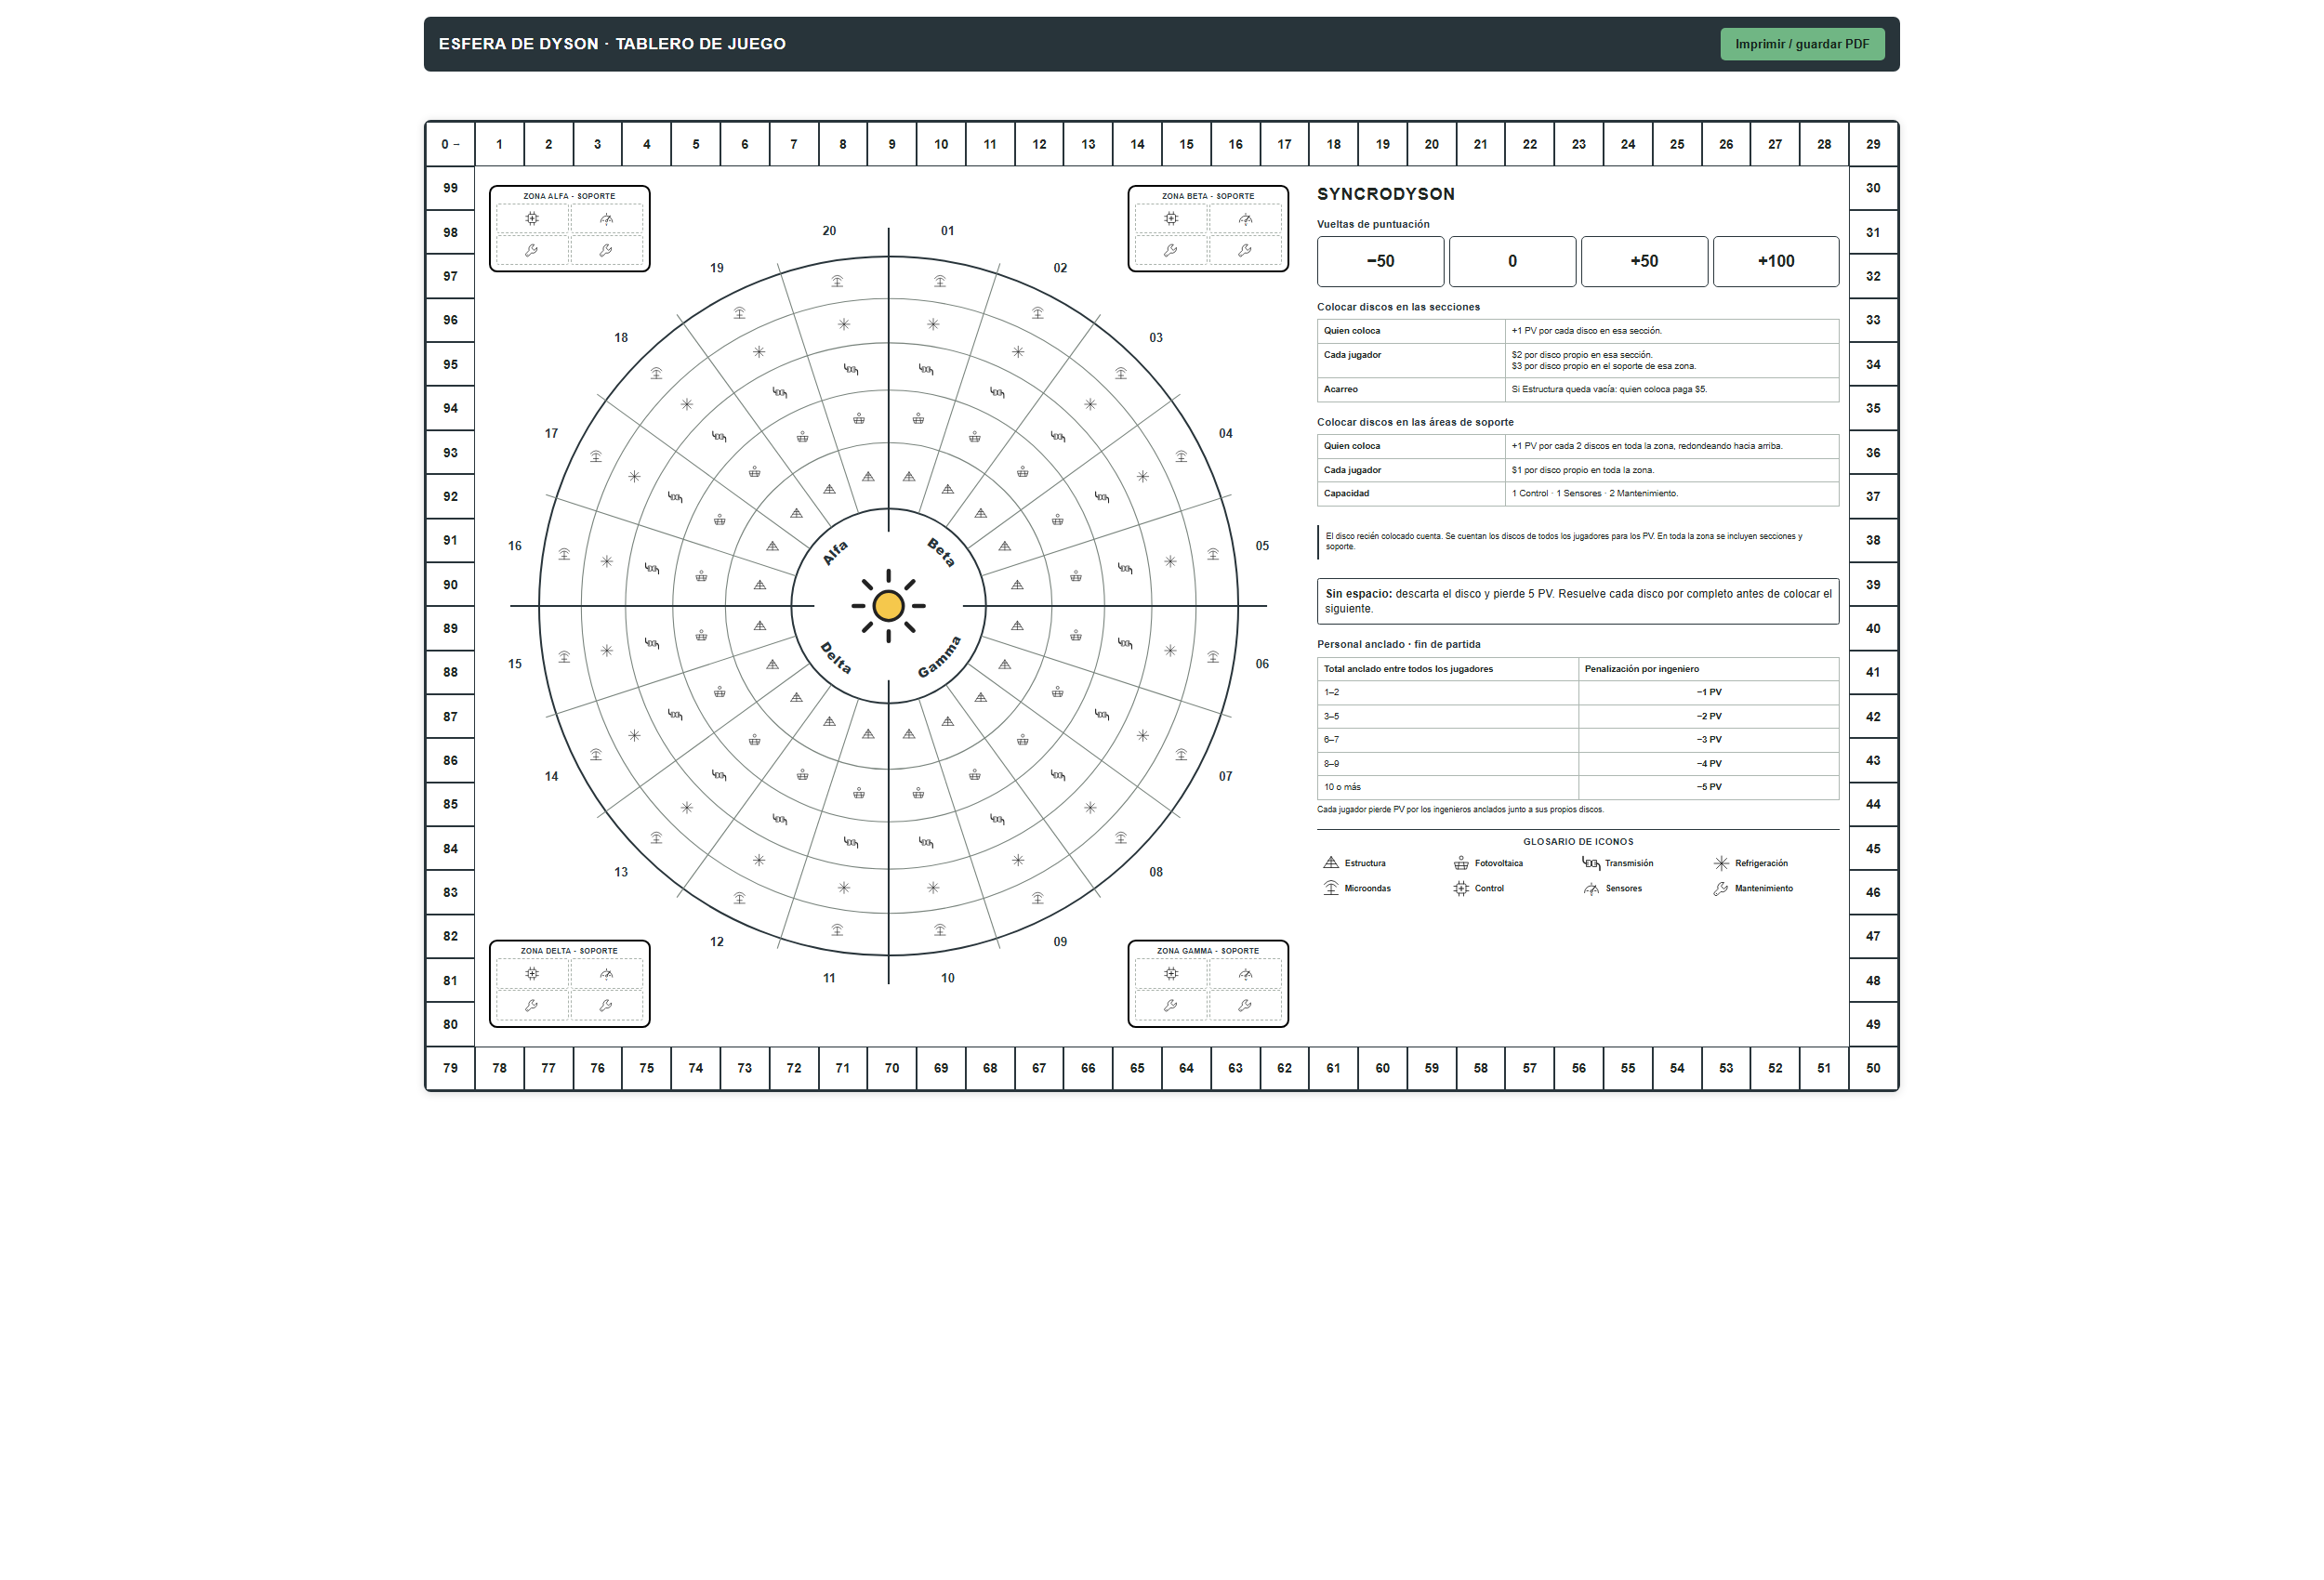 ESFERA DE DYSON · TABLERO DE JUEGO
Imprimir / guardar PDF
0 → 1 2 3 4 5 6 7 8 9 10 11 12 13 14 15 16 17 18 19 20 21 22 23 24 25 26 27 28 29
99
98
97
96
95
94
93
92
91
90
89
88
87
86
85
84
83
82
81
80
ZONA ALFA - SOPORTE
ZONA BETA - SOPORTE
20
01
19
02
18
03
17
04
16
05
15
06
14
07
13
08
12
09
11
10
Alfa
Beta
Delta
Gamma
ZONA DELTA - SOPORTE
ZONA GAMMA - SOPORTE
SYNCRODYSON
Vueltas de puntuación
−50 0 +50 +100
Colocar discos en las secciones
Quien coloca +1 PV por cada disco en esa sección.
Cada jugador $2 por disco propio en esa sección.
$3 por disco propio en el soporte de esa zona.
Acarreo Si Estructura queda vacía: quien coloca paga $5.
Colocar discos en las áreas de soporte
Quien coloca +1 PV por cada 2 discos en toda la zona, redondeando hacia arriba.
Cada jugador $1 por disco propio en toda la zona.
Capacidad 1 Control · 1 Sensores · 2 Mantenimiento.
El disco recién colocado cuenta. Se cuentan los discos de todos los jugadores para los PV. En toda la zona se incluyen secciones y
soporte.
Sin espacio: descarta el disco y pierde 5 PV. Resuelve cada disco por completo antes de colocar el
siguiente.
Personal anclado · fin de partida
Total anclado entre todos los jugadores Penalización por ingeniero
1–2 −1 PV
3–5 −2 PV
6–7 −3 PV
8–9 −4 PV
10 o más −5 PV
Cada jugador pierde PV por los ingenieros anclados junto a sus propios discos.
GLOSARIO DE ICONOS
Estructura Fotovoltaica Transmisión Refrigeración
Microondas Control Sensores Mantenimiento
30
31
32
33
34
35
36
37
38
39
40
41
42
43
44
45
46
47
48
49
79 78 77 76 75 74 73 72 71 70 69 68 67 66 65 64 63 62 61 60 59 58 57 56 55 54 53 52 51 50